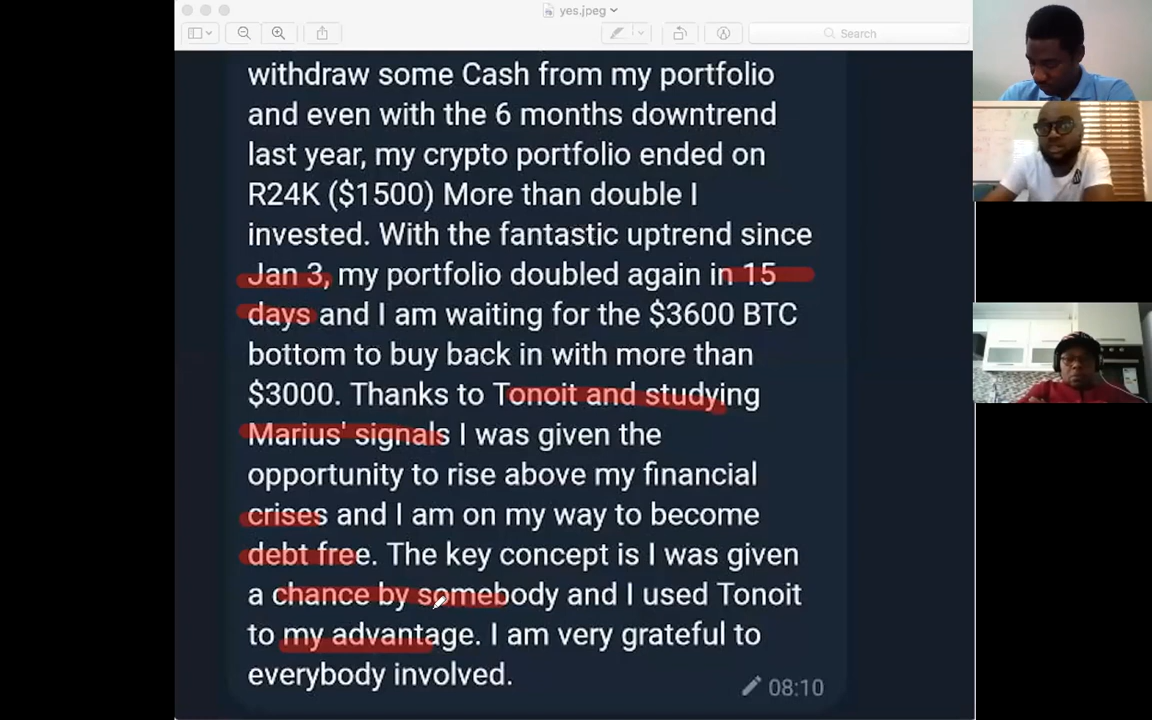 yes.jpeg
Search
withdraw some Cash from my portfolio
and even with the 6 months downtrend
last year, my crypto portfolio ended on
R24K ($1500) More than double I
invested. With the fantastic uptrend since
Jan 3, my portfolio doubled again in 15
days and I am waiting for the $3600 BTC
bottom to buy back in with more than
$3000. Thanks to Tonoit and studying
Marius' signals I was given the
opportunity to rise above my financial
crises and I am on my way to become
debt free. The key concept is I was given
a chance by somebody and I used Tonoit
to my advantage. I am very grateful to
everybody involved.
08:10